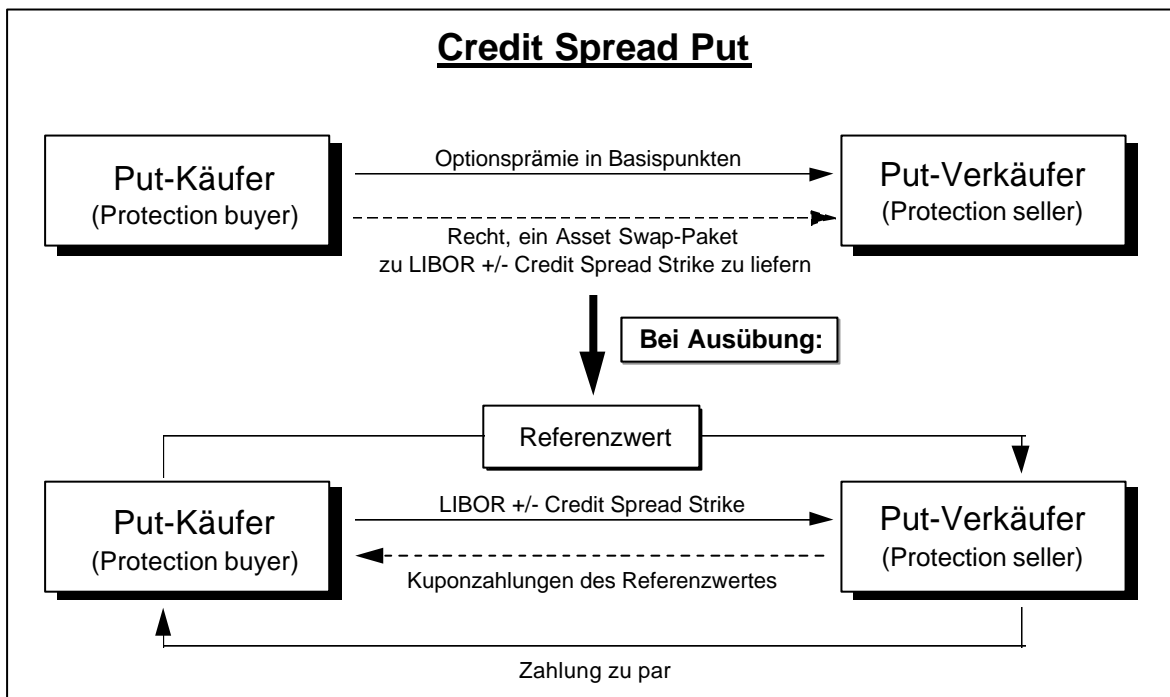 Credit Spread Put
Put-Käufer
(Protection buyer)
Optionsprämie in Basispunkten
Put-Verkäufer
(Protection seller)
Recht, ein Asset Swap-Paket
zu LIBOR +/- Credit Spread Strike zu liefern
Bei Ausübung:
Referenzwert
Put-Käufer
(Protection buyer)
LIBOR +/- Credit Spread Strike
Kuponzahlungen des Referenzwertes
Put-Verkäufer
(Protection seller)
Zahlung zu par